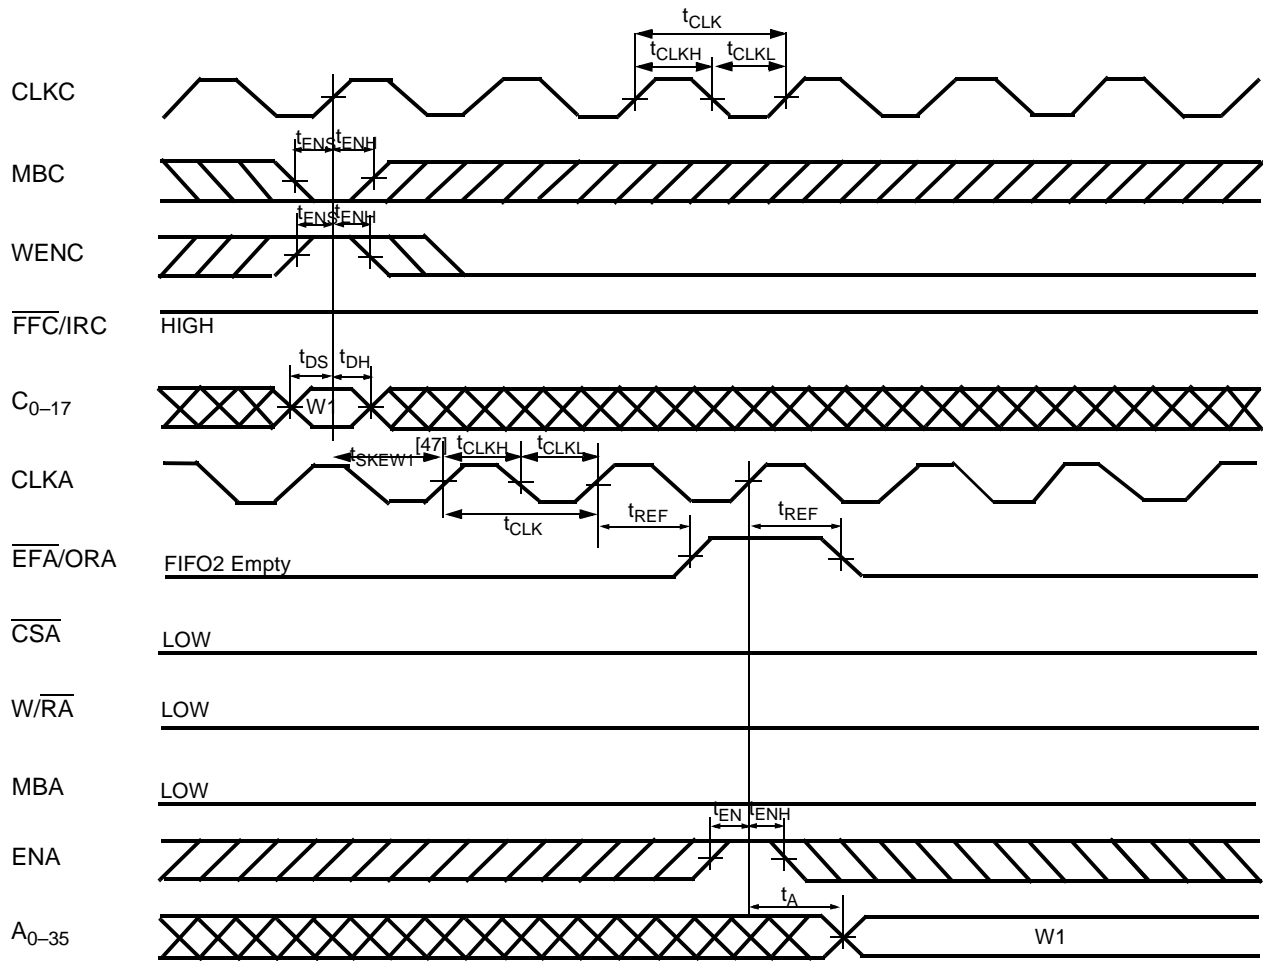 tCLK
tCLKH tCLKL
CLKC
tENS tENH
MBC
tENS tENH
WENC
FFC/IRC HIGH
tDS tDH
C0–17 W1
tSKEW1 [47] tCLKH tCLKL
CLKA
tCLK tREF tREF
EFA/ORA FIFO2 Empty
CSA LOW
W/RA LOW
MBA LOW
tEN tENH
ENA
tA
A0–35 W1